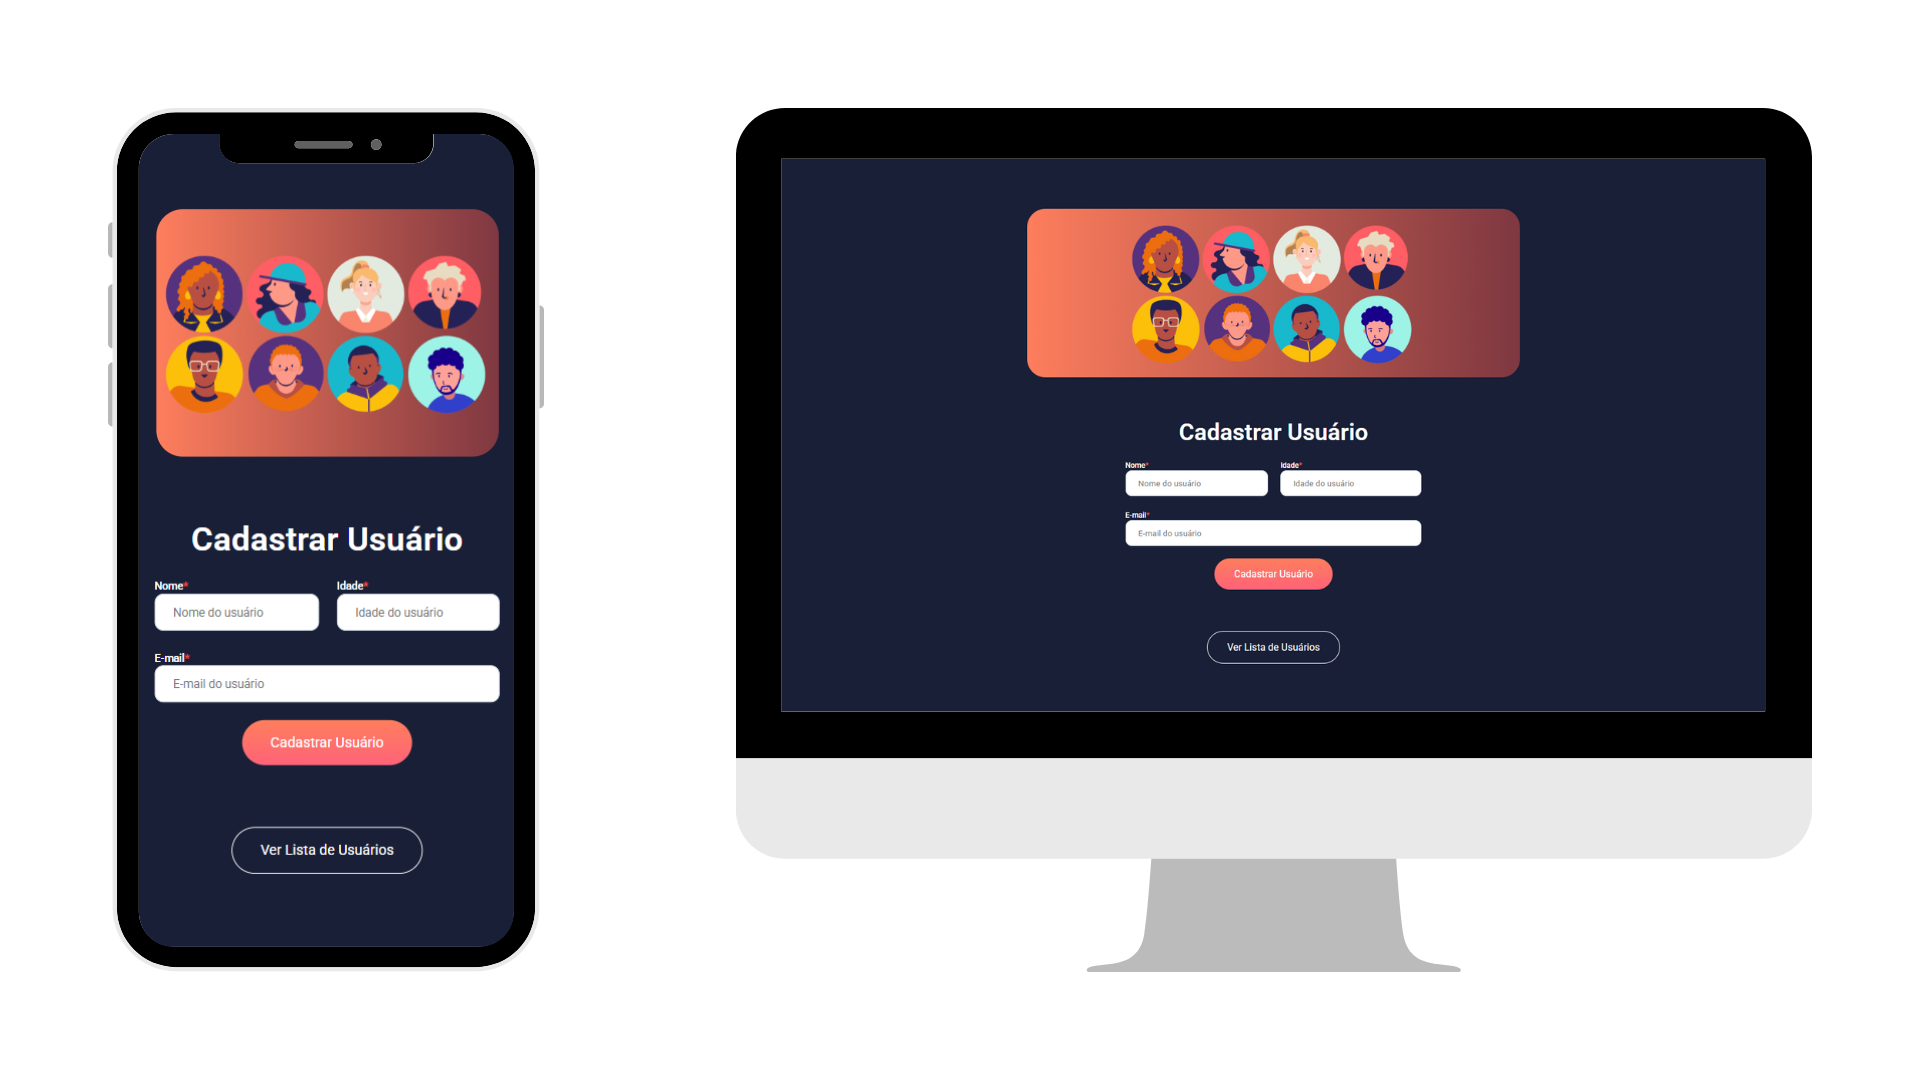 Cadastrar Usuário
Nome* Idade*
Nome do usuário Idade do usuário
E-mail*
E-mail do usuário
Cadastrar Usuário
Ver Lista de Usuários
Cadastrar Usuário
Nome* Idade*
Nome do usuário Idade do usuário
E-mail*
E-mail do usuário
Cadastrar Usuário
Ver Lista de Usuários